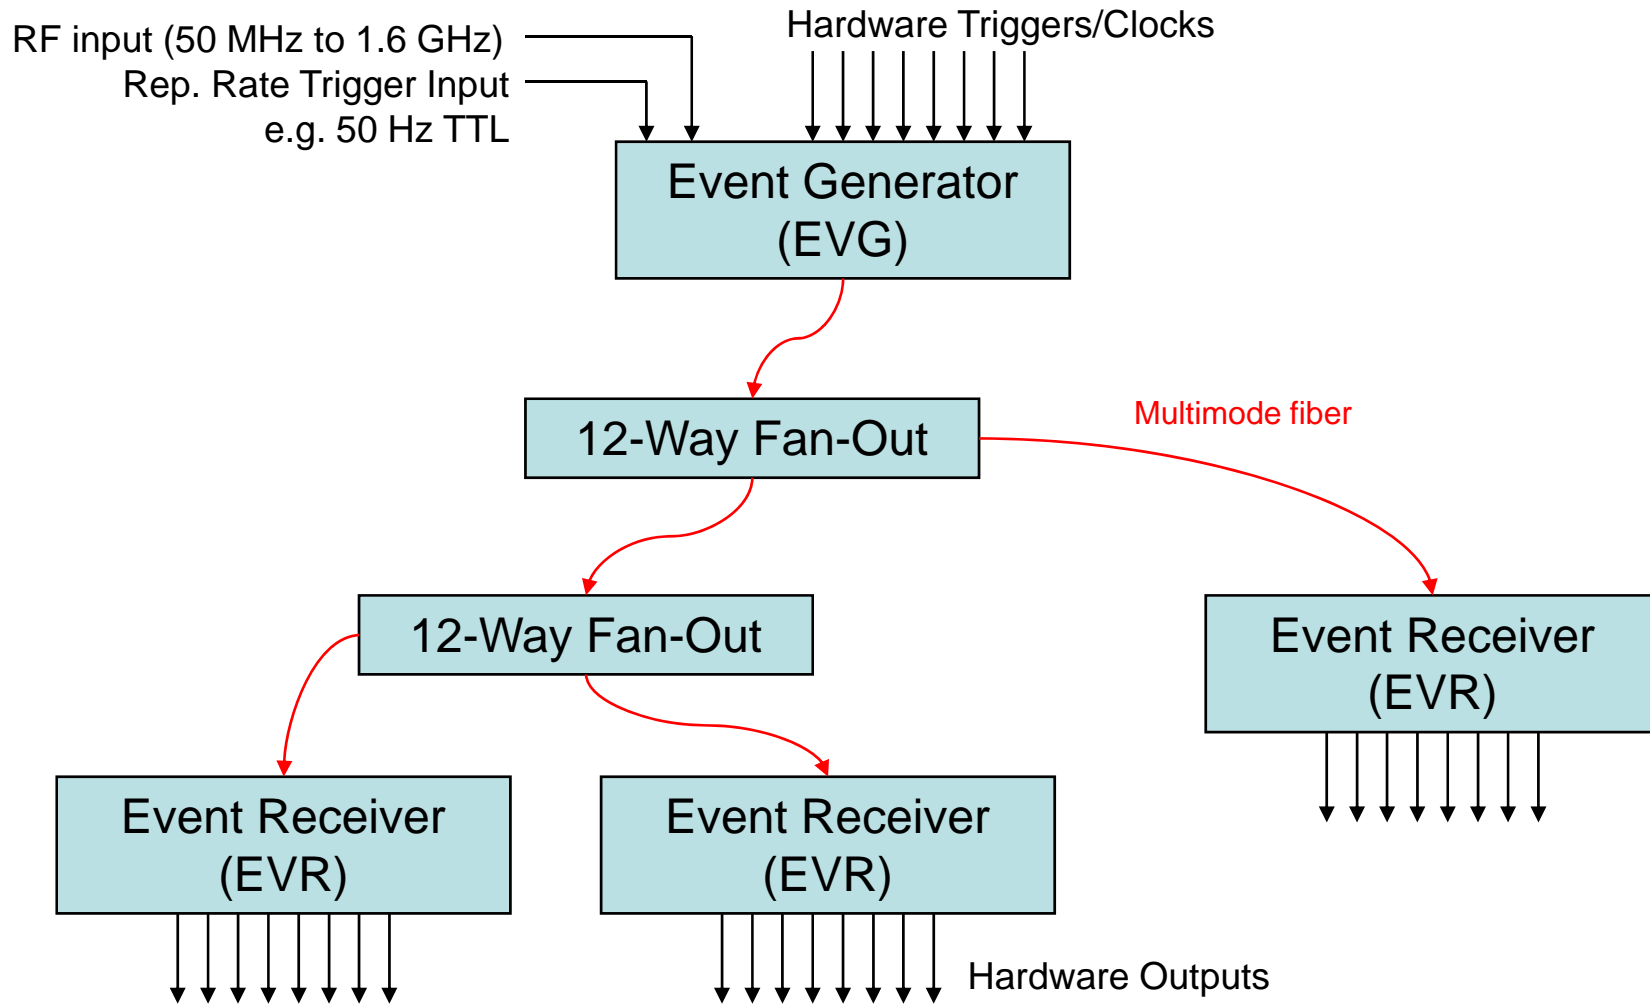 RF input (50 MHz to 1.6 GHz)
Rep. Rate Trigger Input
e.g. 50 Hz TTL
Hardware Triggers/Clocks
Event Generator
(EVG)
12-Way Fan-Out
Multimode fiber
12-Way Fan-Out
Event Receiver
(EVR)
Event Receiver
(EVR)
Event Receiver
(EVR)
Hardware Outputs